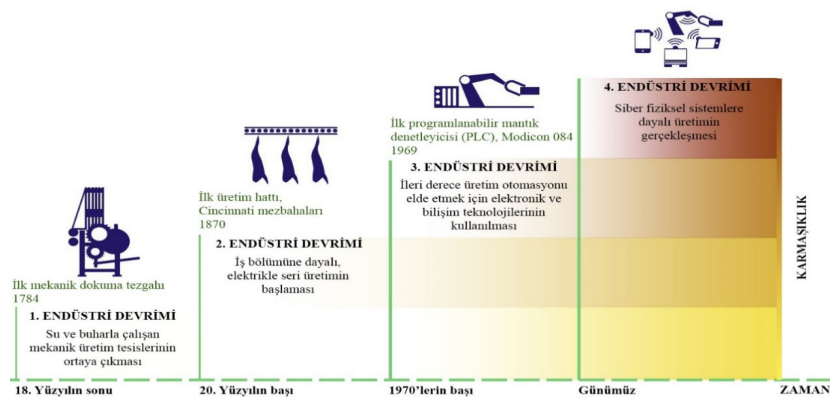 4. ENDÜSTRİ DEVRİMİ
Siber fiziksel sistemlere
dayalı üretimin
gerçekleşmesi
İlk programlanabilir mantık
denetleyicisi (PLC), Modicon 084
1969
3. ENDÜSTRİ DEVRİMİ
İleri derece üretim otomasyonu
elde etmek için elektronik ve
bilişim teknolojilerinin
kullanılması
İlk üretim hattı,
Cincinnati mezbahaları
1870
2. ENDÜSTRİ DEVRİMİ
İş bölümüne dayalı,
elektrikle seri üretimin
başlaması
İlk mekanik dokuma tezgahı
1784
1. ENDÜSTRİ DEVRİMİ
Su ve buharla çalışan
mekanik üretim tesislerinin
ortaya çıkması
KARMAŞIKLIK
18. Yüzyılın sonu
20. Yüzyılın başı
1970’lerin başı
Günümüz
ZAMAN